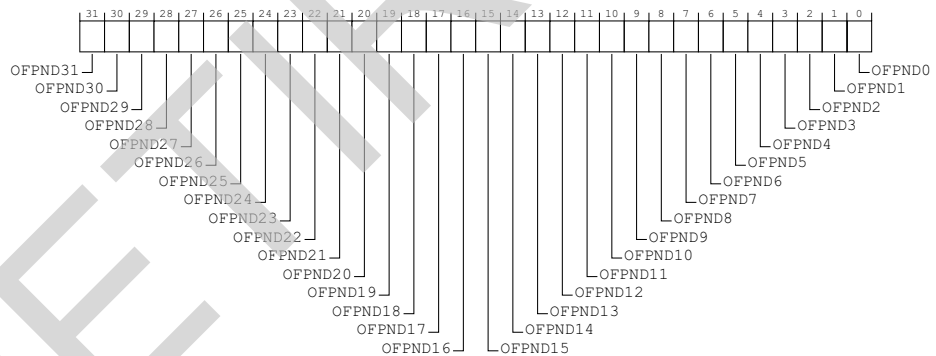 31 30 29 28 27 26 25 24 23 22 21 20 19 18 17 16 15 14 13 12 11 10 9 8 7 6 5 4 3 2 1 0
OFPND31 OFPND0
OFPND30 OFPND1
OFPND29 OFPND2
OFPND28 OFPND3
OFPND27 OFPND4
OFPND26 OFPND5
OFPND25 OFPND6
OFPND24 OFPND7
OFPND23 OFPND8
OFPND22 OFPND9
OFPND21 OFPND10
OFPND20 OFPND11
OFPND19 OFPND12
OFPND18 OFPND13
OFPND17 OFPND14
OFPND16 OFPND15